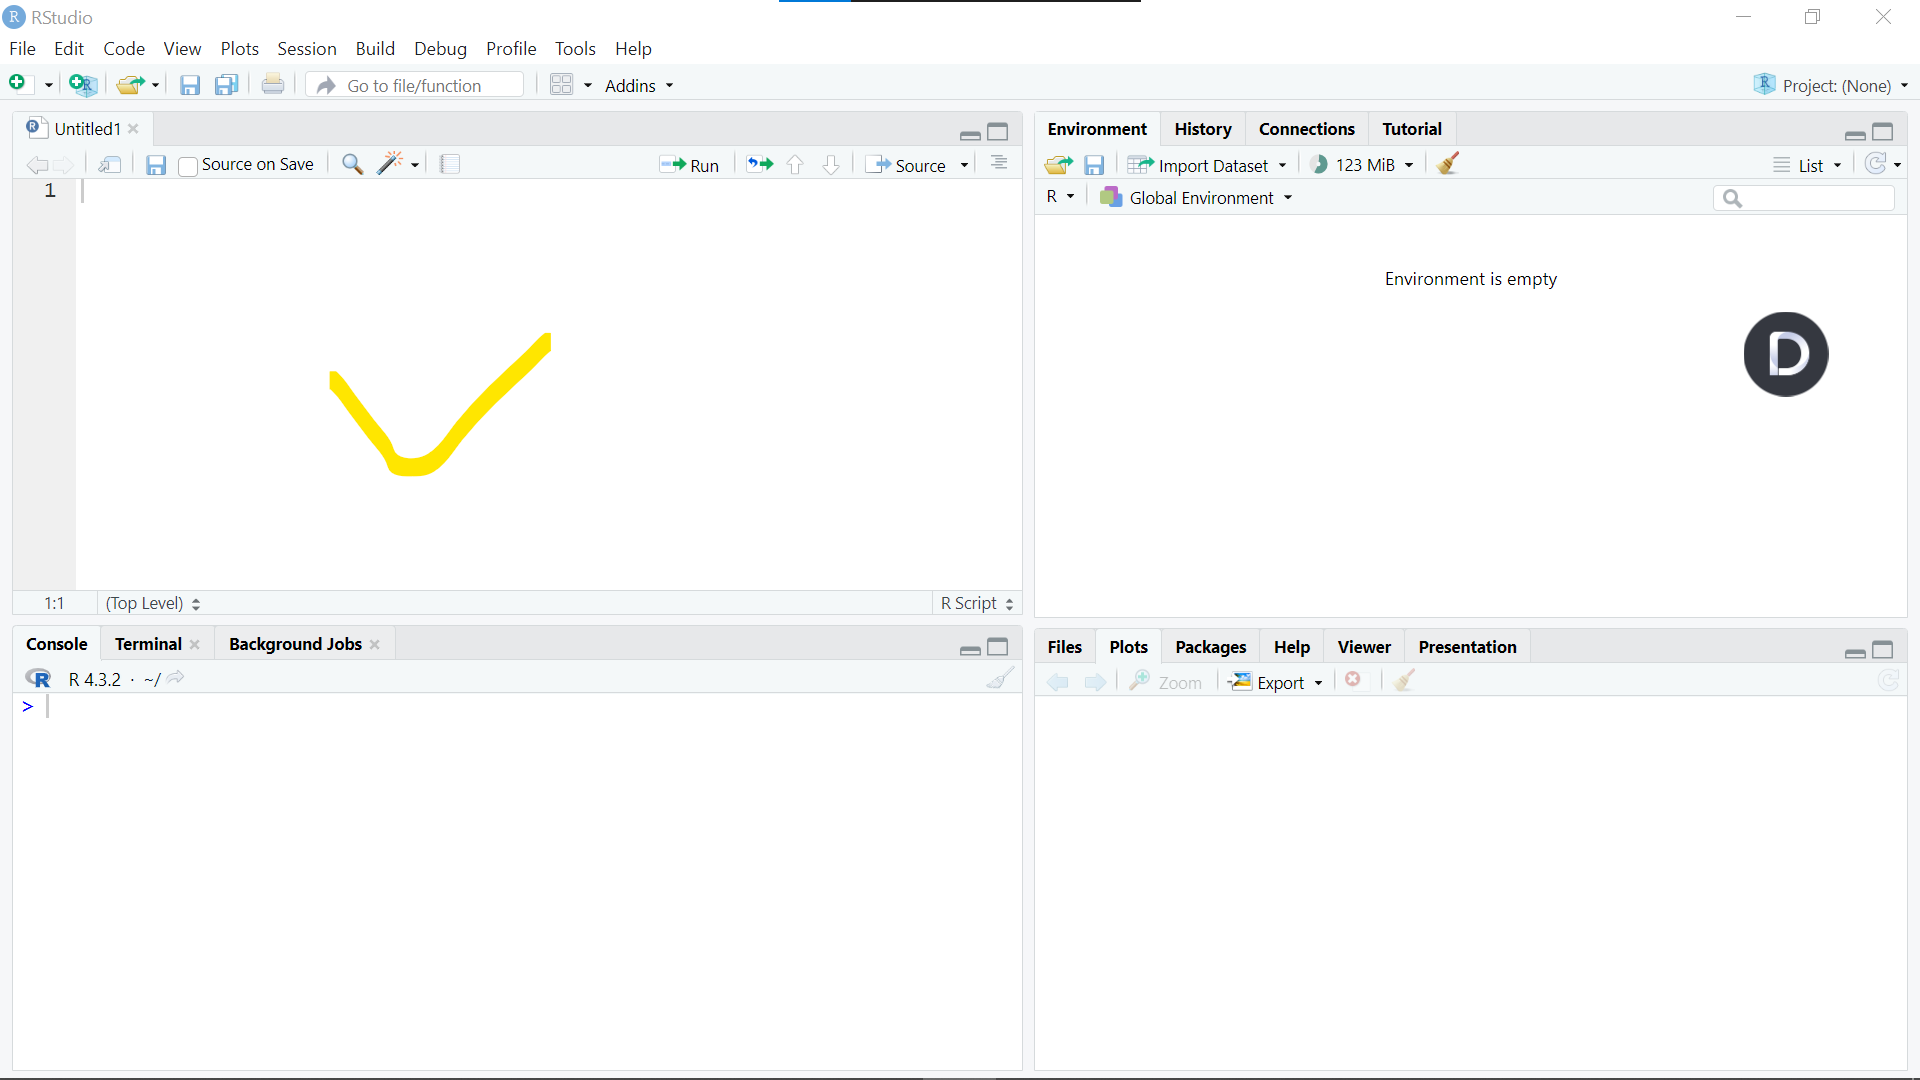 R RStudio
File Edit Code View Plots Session Build Debug Profile Tools Help
Go to file/function Addins Project: (None)
Untitled1
Source on Save Run Source
1
1:1 (Top Level) R Script
Console Terminal Background Jobs
R R 4.3.2 · ~/
>
Environment History Connections Tutorial
Import Dataset 123 MiB List
R Global Environment
Environment is empty
D
Files Plots Packages Help Viewer Presentation
Zoom Export